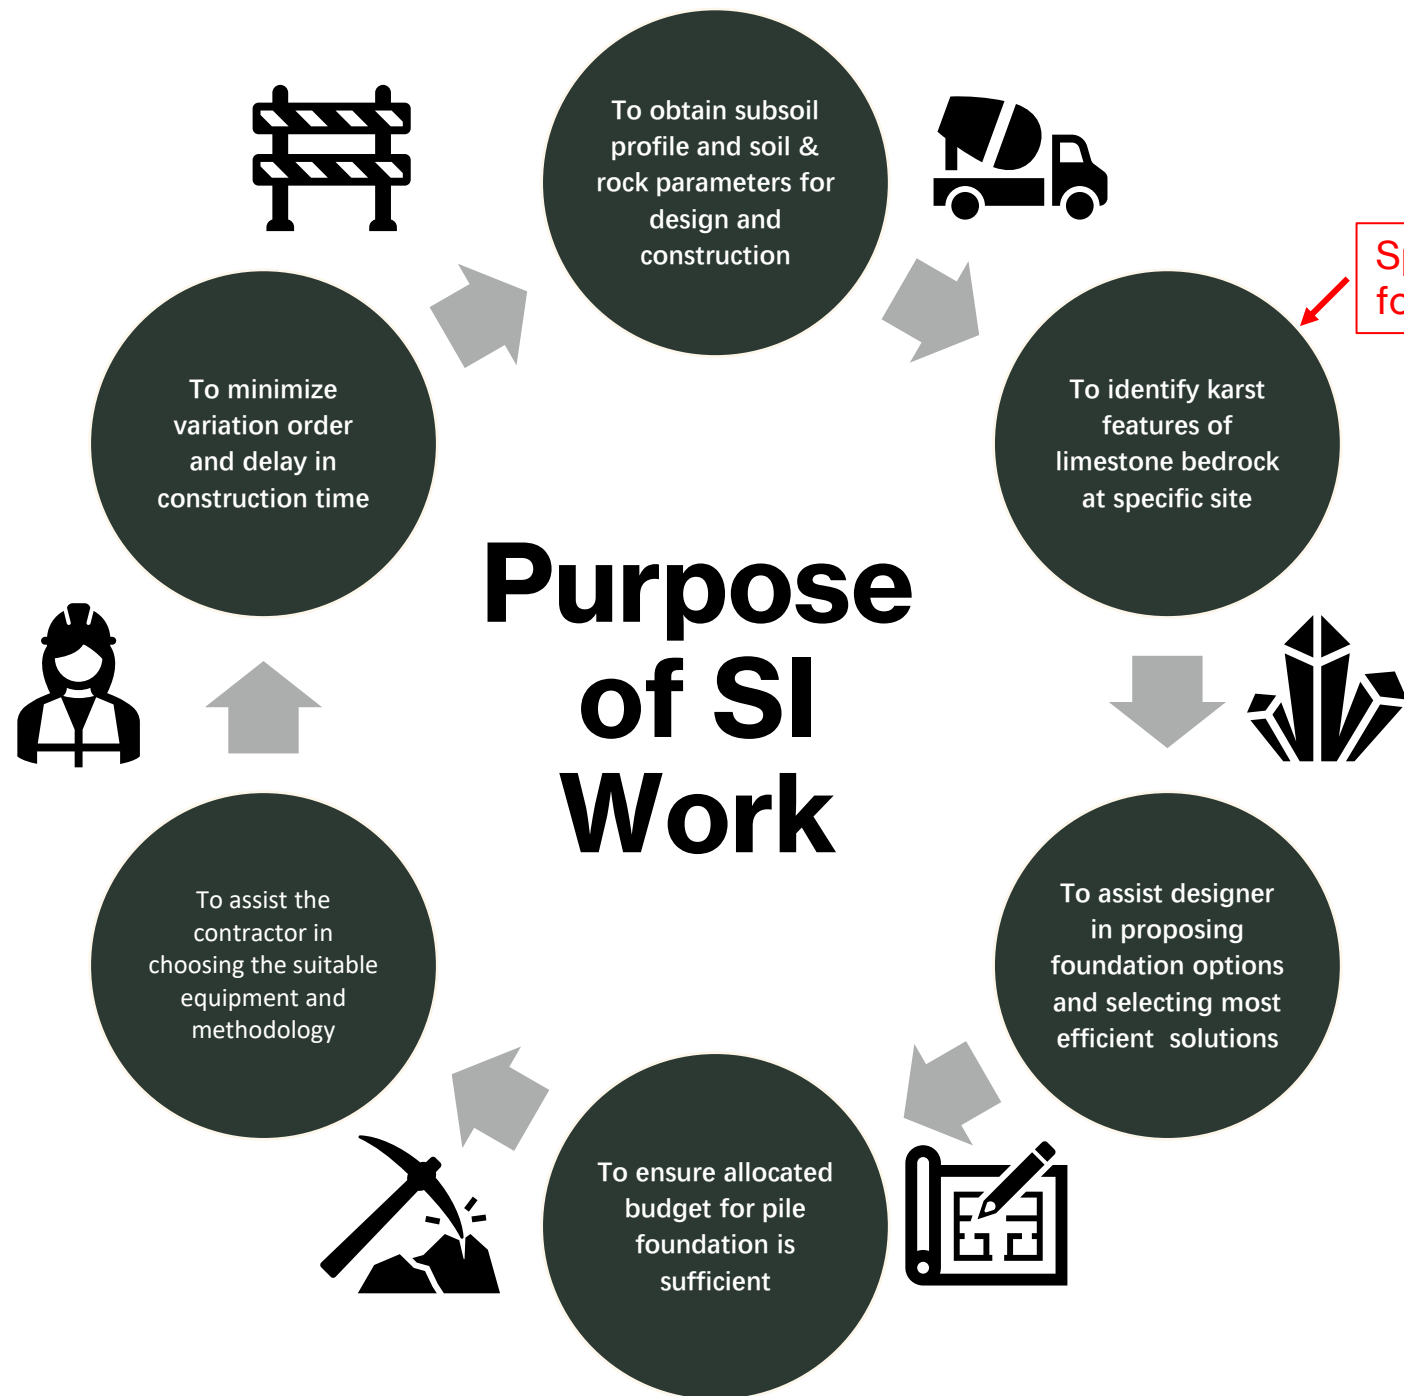 To obtain subsoil
profile and soil &
rock parameters for
design and
construction
To identify karst
features of
limestone bedrock
at specific site
To assist designer
in proposing
foundation options
and selecting most
efficient solutions
To ensure allocated
budget for pile
foundation is
sufficient
To assist the
contractor in
choosing the suitable
equipment and
methodology
To minimize
variation order
and delay in
construction time
Purpose
of SI
Work